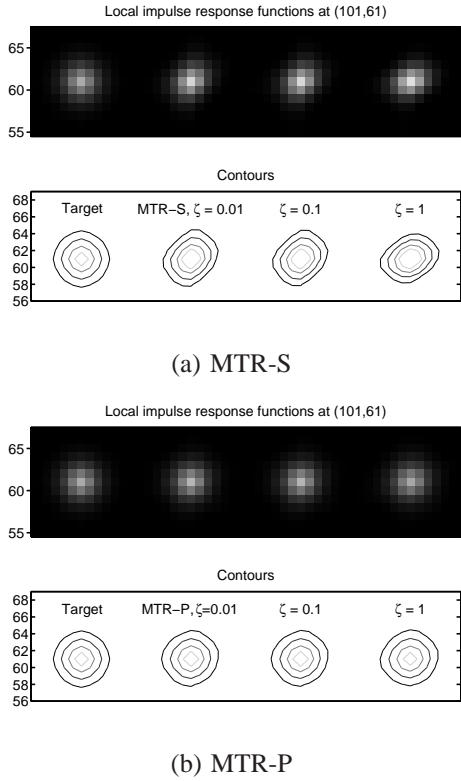 Local impulse response functions at (101,61)
65
60
55
Contours
68
66
64
62
60
58
56
Target MTR−S, ζ = 0.01 ζ = 0.1 ζ = 1
(a) MTR-S
Local impulse response functions at (101,61)
65
60
55
Contours
68
66
64
62
60
58
56
Target MTR−P, ζ=0.01 ζ = 0.1 ζ = 1
(b) MTR-P